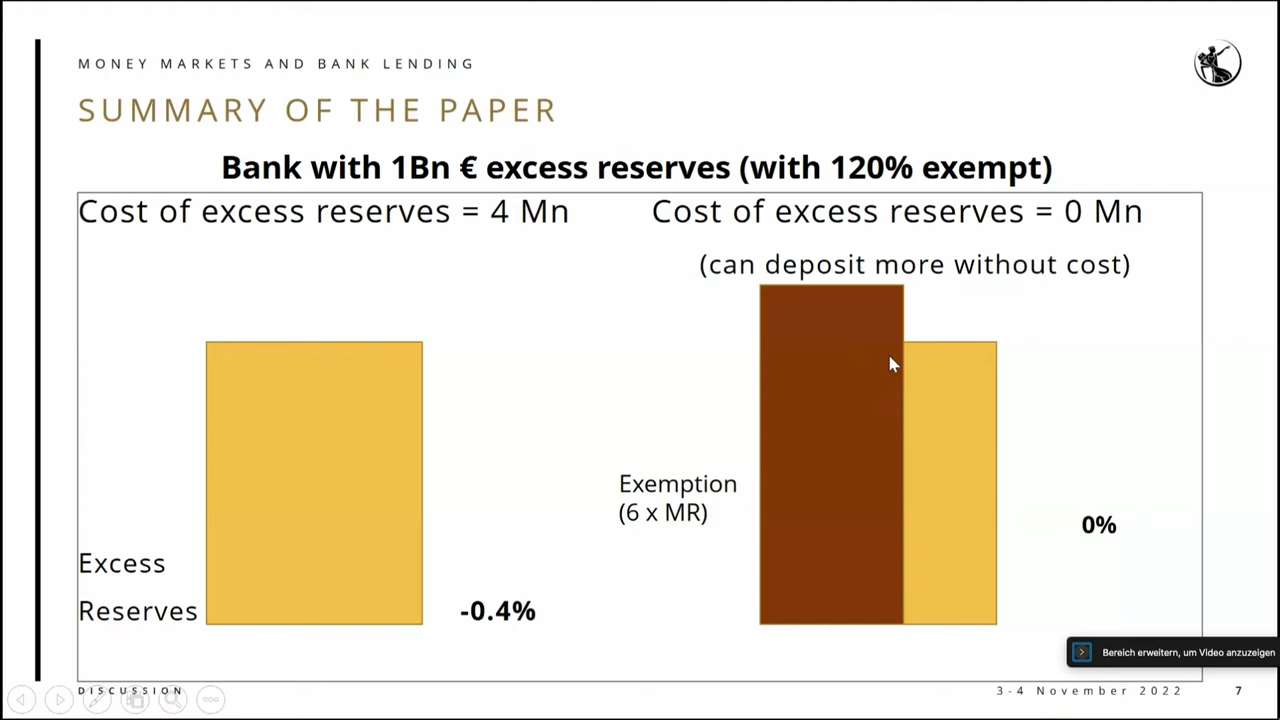 MONEY MARKETS AND BANK LENDING
SUMMARY OF THE PAPER
Bank with 1Bn € excess reserves (with 120% exempt)
Cost of excess reserves = 4 Mn
Cost of excess reserves = 0 Mn
(can deposit more without cost)
Exemption
(6 x MR)
0%
Excess
Reserves
-0.4%
Bereich erweitern, um Video anzuzeigen
DISCUSSION
3-4 November 2022
7